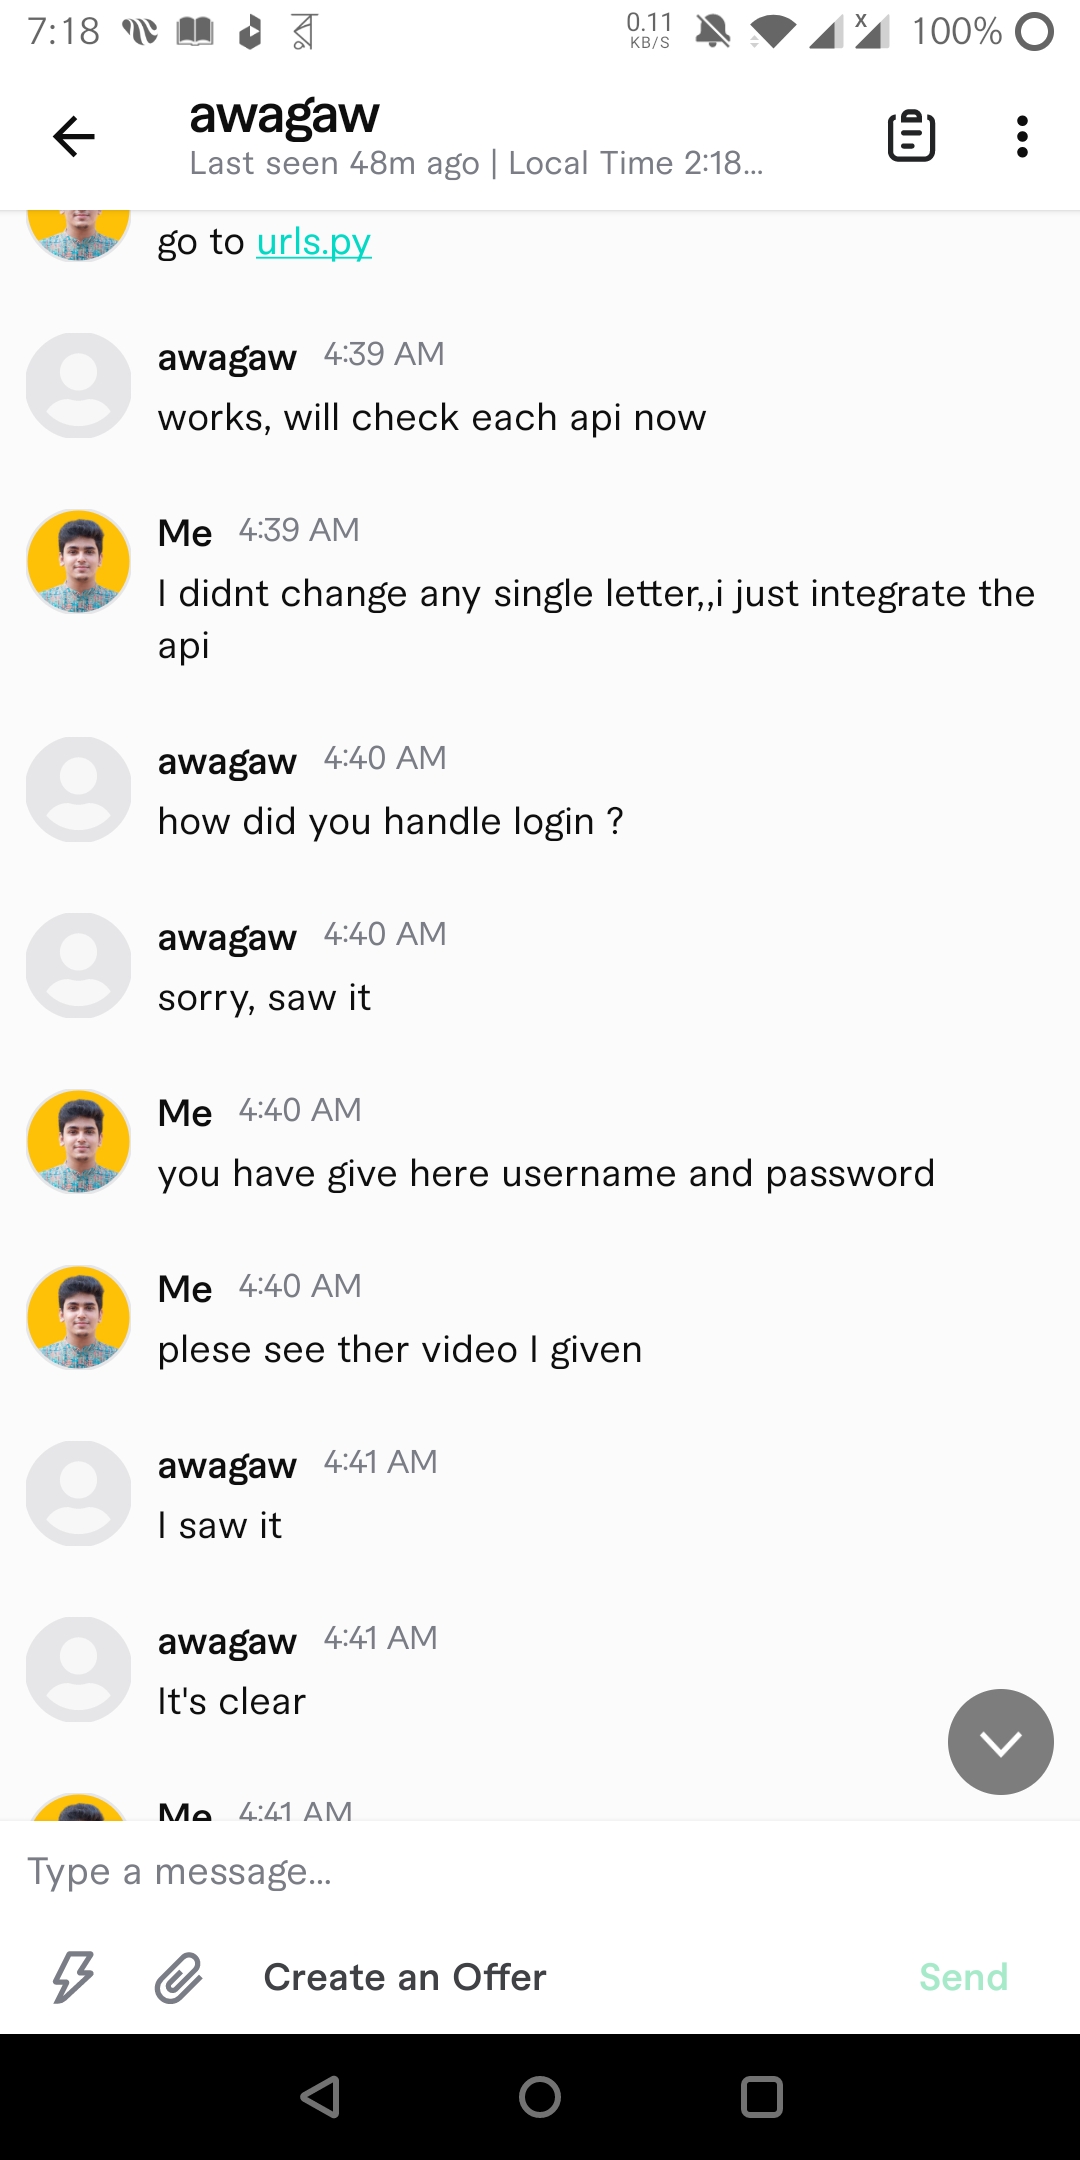 7:18
0.11
KB/S
X
100%
awagaw
Last seen 48m ago | Local Time 2:18...
go to urls.py
awagaw 4:39 AM
works, will check each api now
Me 4:39 AM
I didnt change any single letter,,i just integrate the
api
awagaw 4:40 AM
how did you handle login ?
awagaw 4:40 AM
sorry, saw it
Me 4:40 AM
you have give here username and password
Me 4:40 AM
plese see ther video I given
awagaw 4:41 AM
I saw it
awagaw 4:41 AM
It's clear
Me 4:41 AM
Type a message...
Create an Offer
Send